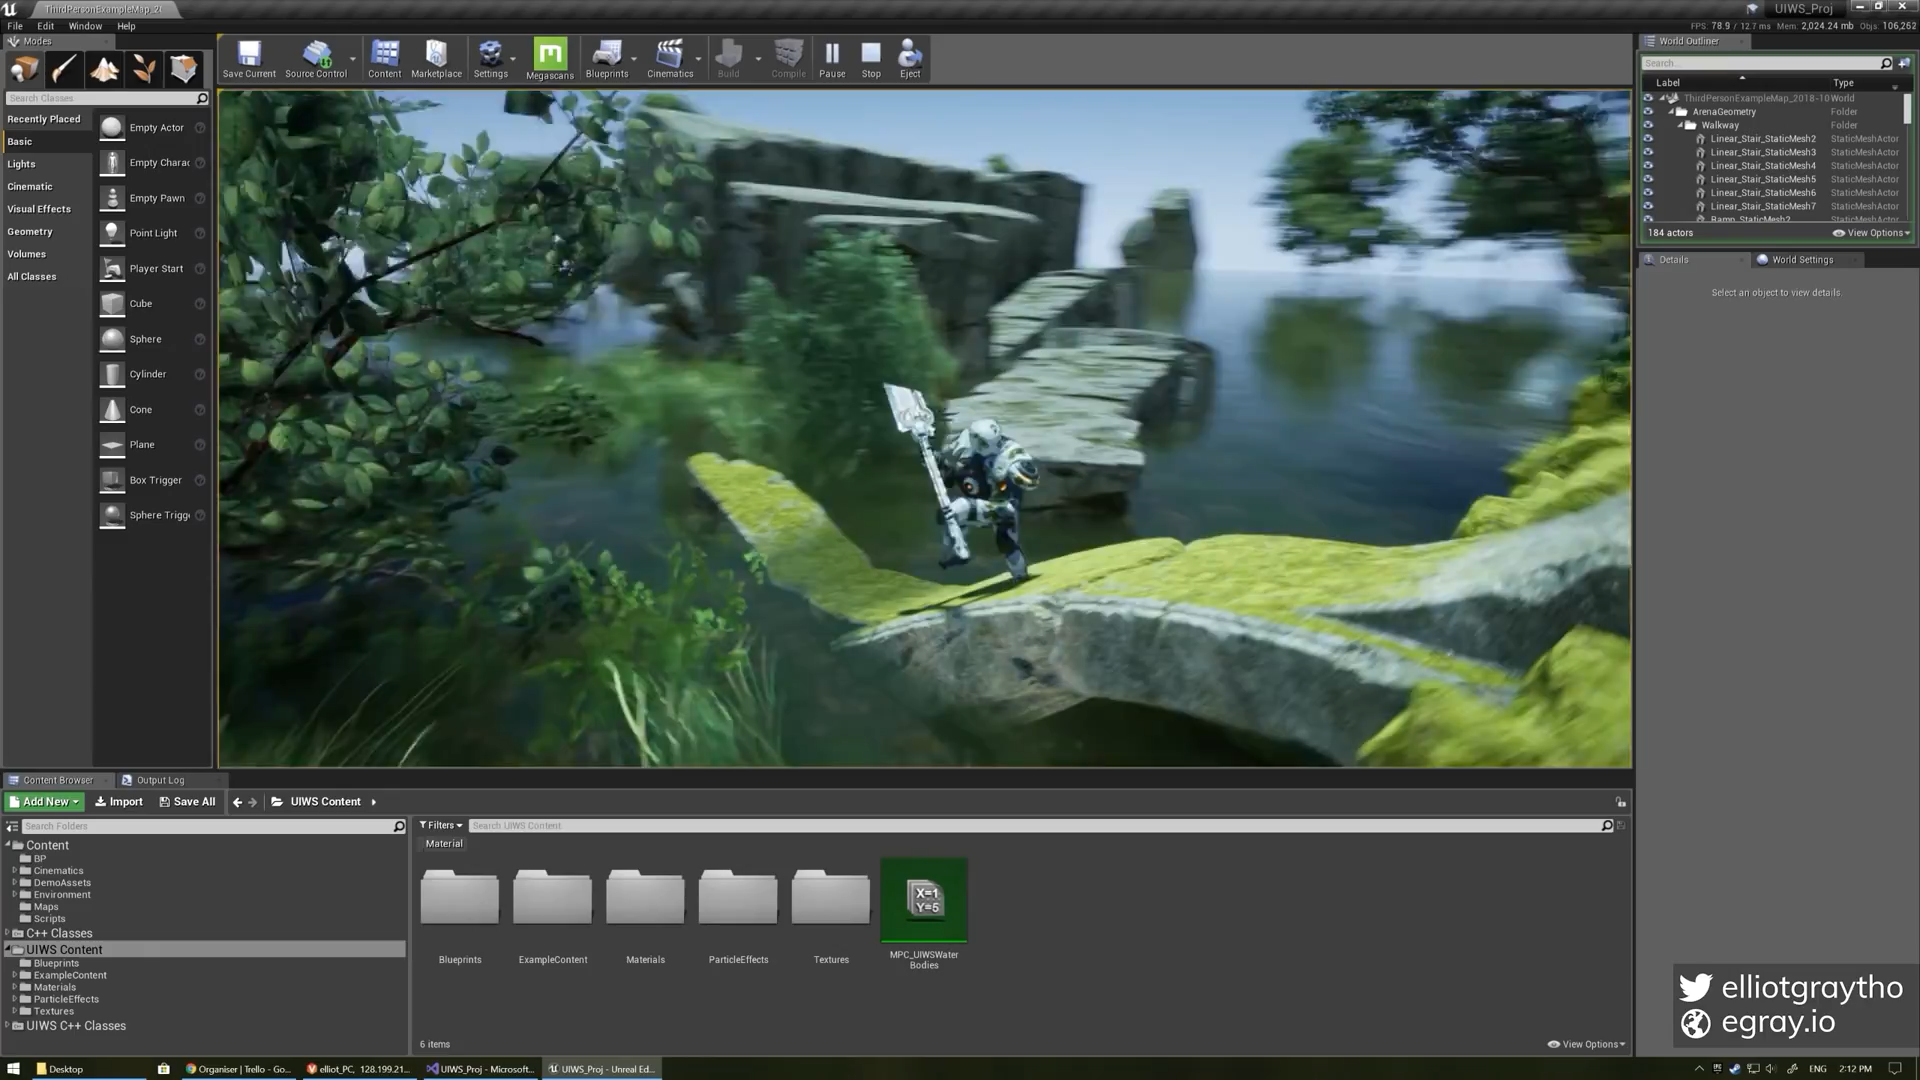 ThirdPersonExampleMap_2
UIWS_Proj
File Edit Window Help
FPS: 78.9 / 12.7 ms Mem: 2,024.24 mb Objs: 106,262
Modes
Save Current
Source Control
Content
Marketplace
Settings
Megascans
Blueprints
Cinematics
Build
Compile
Pause
Stop
Eject
Search Classes
Recently Placed
Basic
Lights
Cinematic
Visual Effects
Geometry
Volumes
All Classes
Empty Actor
Empty Charac
Empty Pawn
Point Light
Player Start
Cube
Sphere
Cylinder
Cone
Plane
Box Trigger
Sphere Trigg
World Outliner
Search...
Label Type
ThirdPersonExampleMap_2018-10 World
ArenaGeometry Folder
Walkway Folder
Linear_Stair_StaticMesh2 StaticMeshActor
Linear_Stair_StaticMesh3 StaticMeshActor
Linear_Stair_StaticMesh4 StaticMeshActor
Linear_Stair_StaticMesh5 StaticMeshActor
Linear_Stair_StaticMesh6 StaticMeshActor
Linear_Stair_StaticMesh7 StaticMeshActor
Ramp_StaticMesh2
184 actors
View Options
Details
World Settings
Select an object to view details.
Content Browser
Output Log
Add New
Import
Save All
UIWS Content
Search Folders
Content
BP
Cinematics
DemoAssets
Environment
Maps
Scripts
C++ Classes
UIWS Content
Blueprints
ExampleContent
Materials
ParticleEffects
Textures
UIWS C++ Classes
Filters
Search UIWS Content
Material
X=1
Y=5
Blueprints
ExampleContent
Materials
ParticleEffects
Textures
MPC_UIWSWater
Bodies
6 items
View Options
elliotgraytho
egray.io
Desktop
Organiser | Trello - Go...
elliot_PC, 128.199.21...
UIWS_Proj - Microsoft...
UIWS_Proj - Unreal Ed...
ENG
2:12 PM